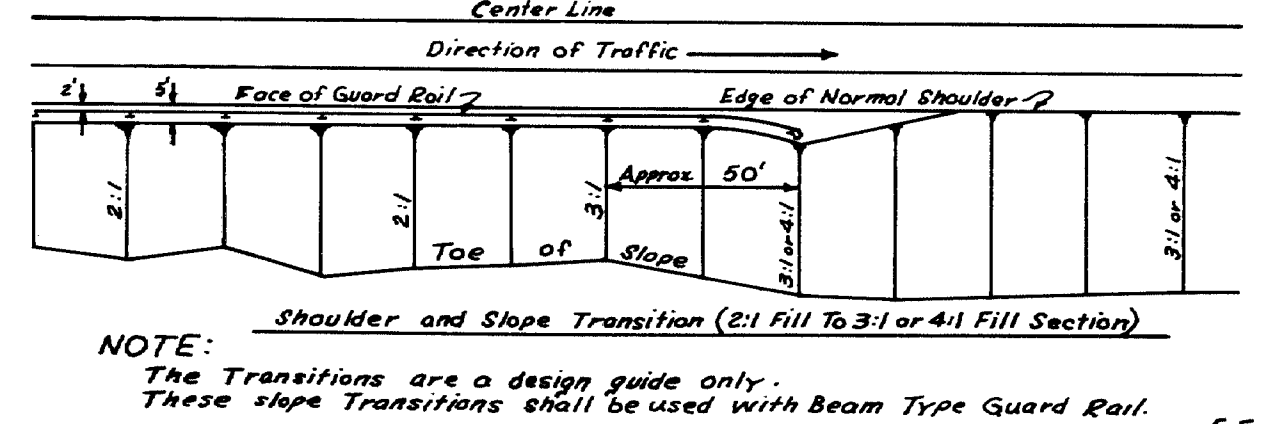 Center Line
Direction of Traffic
2' 5' Face of Guard Rail Edge of Normal Shoulder
Approx 50'
2:1 2:1 3:1 3:1 or 4:1 3:1 or 4:1
Toe of Slope
Shoulder and Slope Transition (2:1 Fill To 3:1 or 4:1 Fill Section)
NOTE:
The Transitions are a design guide only.
These slope Transitions shall be used with Beam Type Guard Rail.